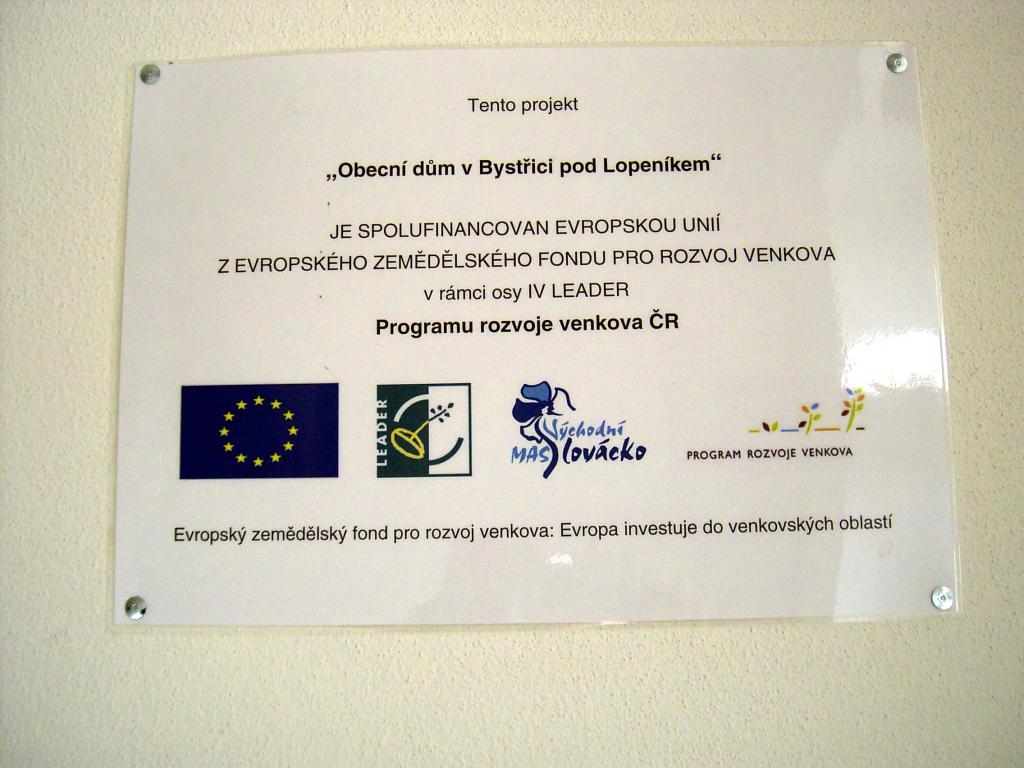 Tento projekt
„Obecní dům v Bystřici pod Lopeníkem“
JE SPOLUFINANCOVAN EVROPSKOU UNIÍ
Z EVROPSKÉHO ZEMĚDĚLSKÉHO FONDU PRO ROZVOJ VENKOVA
v rámci osy IV LEADER
Programu rozvoje venkova ČR
LEADER
Východní
MAS Slovácko
PROGRAM ROZVOJE VENKOVA
Evropský zemědělský fond pro rozvoj venkova: Evropa investuje do venkovských oblastí